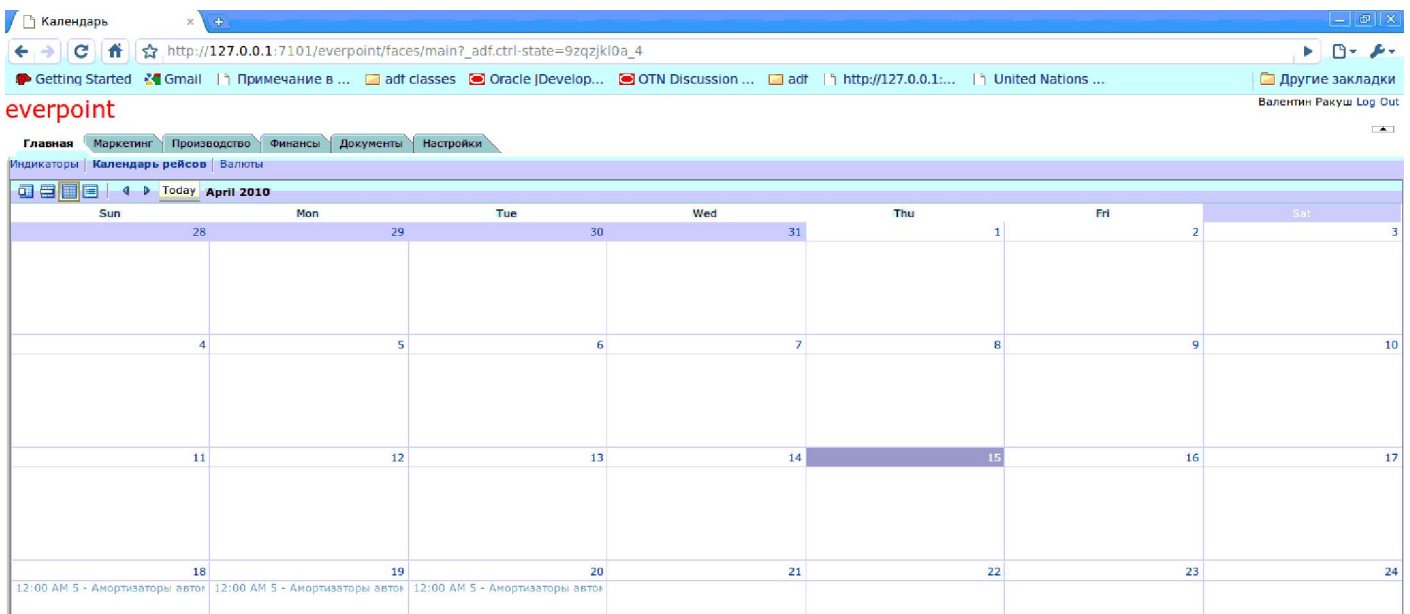 Календарь
http://127.0.0.1:7101/everpoint/faces/main?_adf.ctrl-state=9zqzjkl0a_4
Getting Started Gmail Примечание в ... adf classes Oracle JDevelop... OTN Discussion ... adf http://127.0.0.1:... United Nations ... Другие закладки
everpoint
Валентин Ракуш Log Out
Главная Маркетинг Производство Финансы Документы Настройки
Индикаторы Календарь рейсов Валюты
Today April 2010
Sun Mon Tue Wed Thu Fri Sat
28 29 30 31 1 2 3
4 5 6 7 8 9 10
11 12 13 14 15 16 17
18 19 20 21 22 23 24
12:00 AM 5 - Амортизаторы автом 12:00 AM 5 - Амортизаторы автом 12:00 AM 5 - Амортизаторы автом